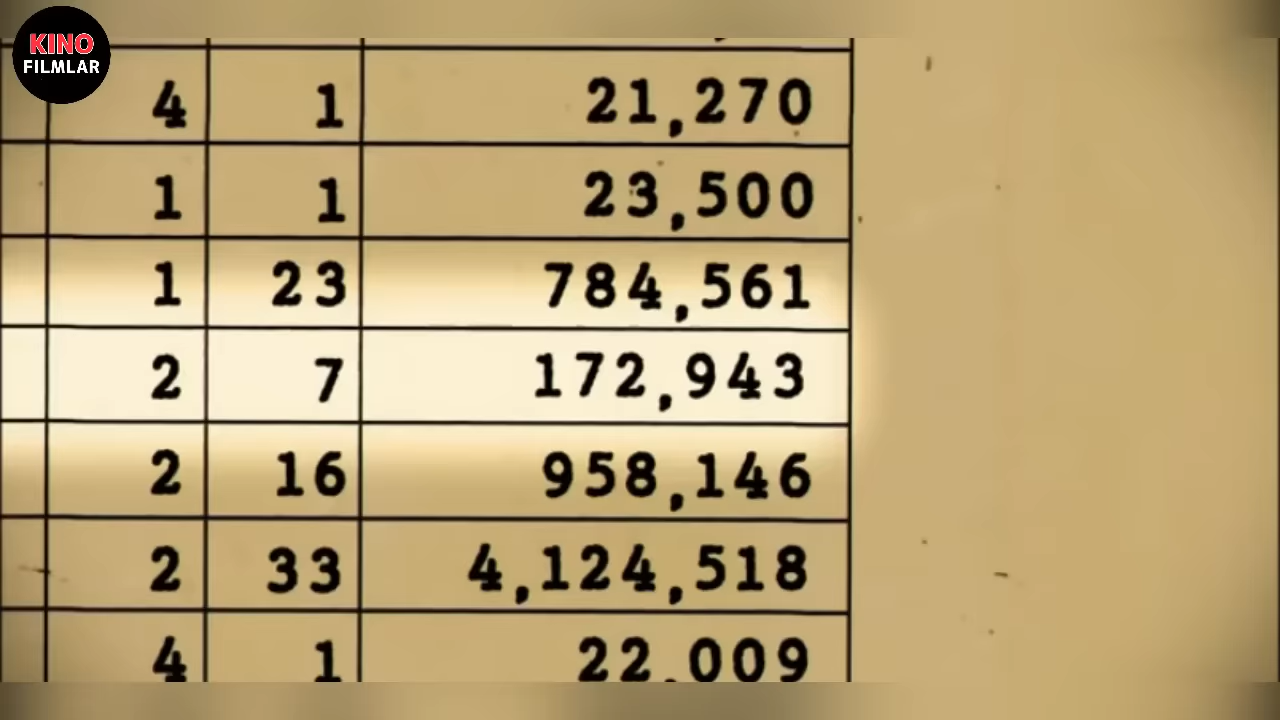 KINO
FILMLAR
4 1 21,270
1 1 23,500
1 23 784,561
2 7 172,943
2 16 958,146
2 33 4,124,518
4 1 22,009